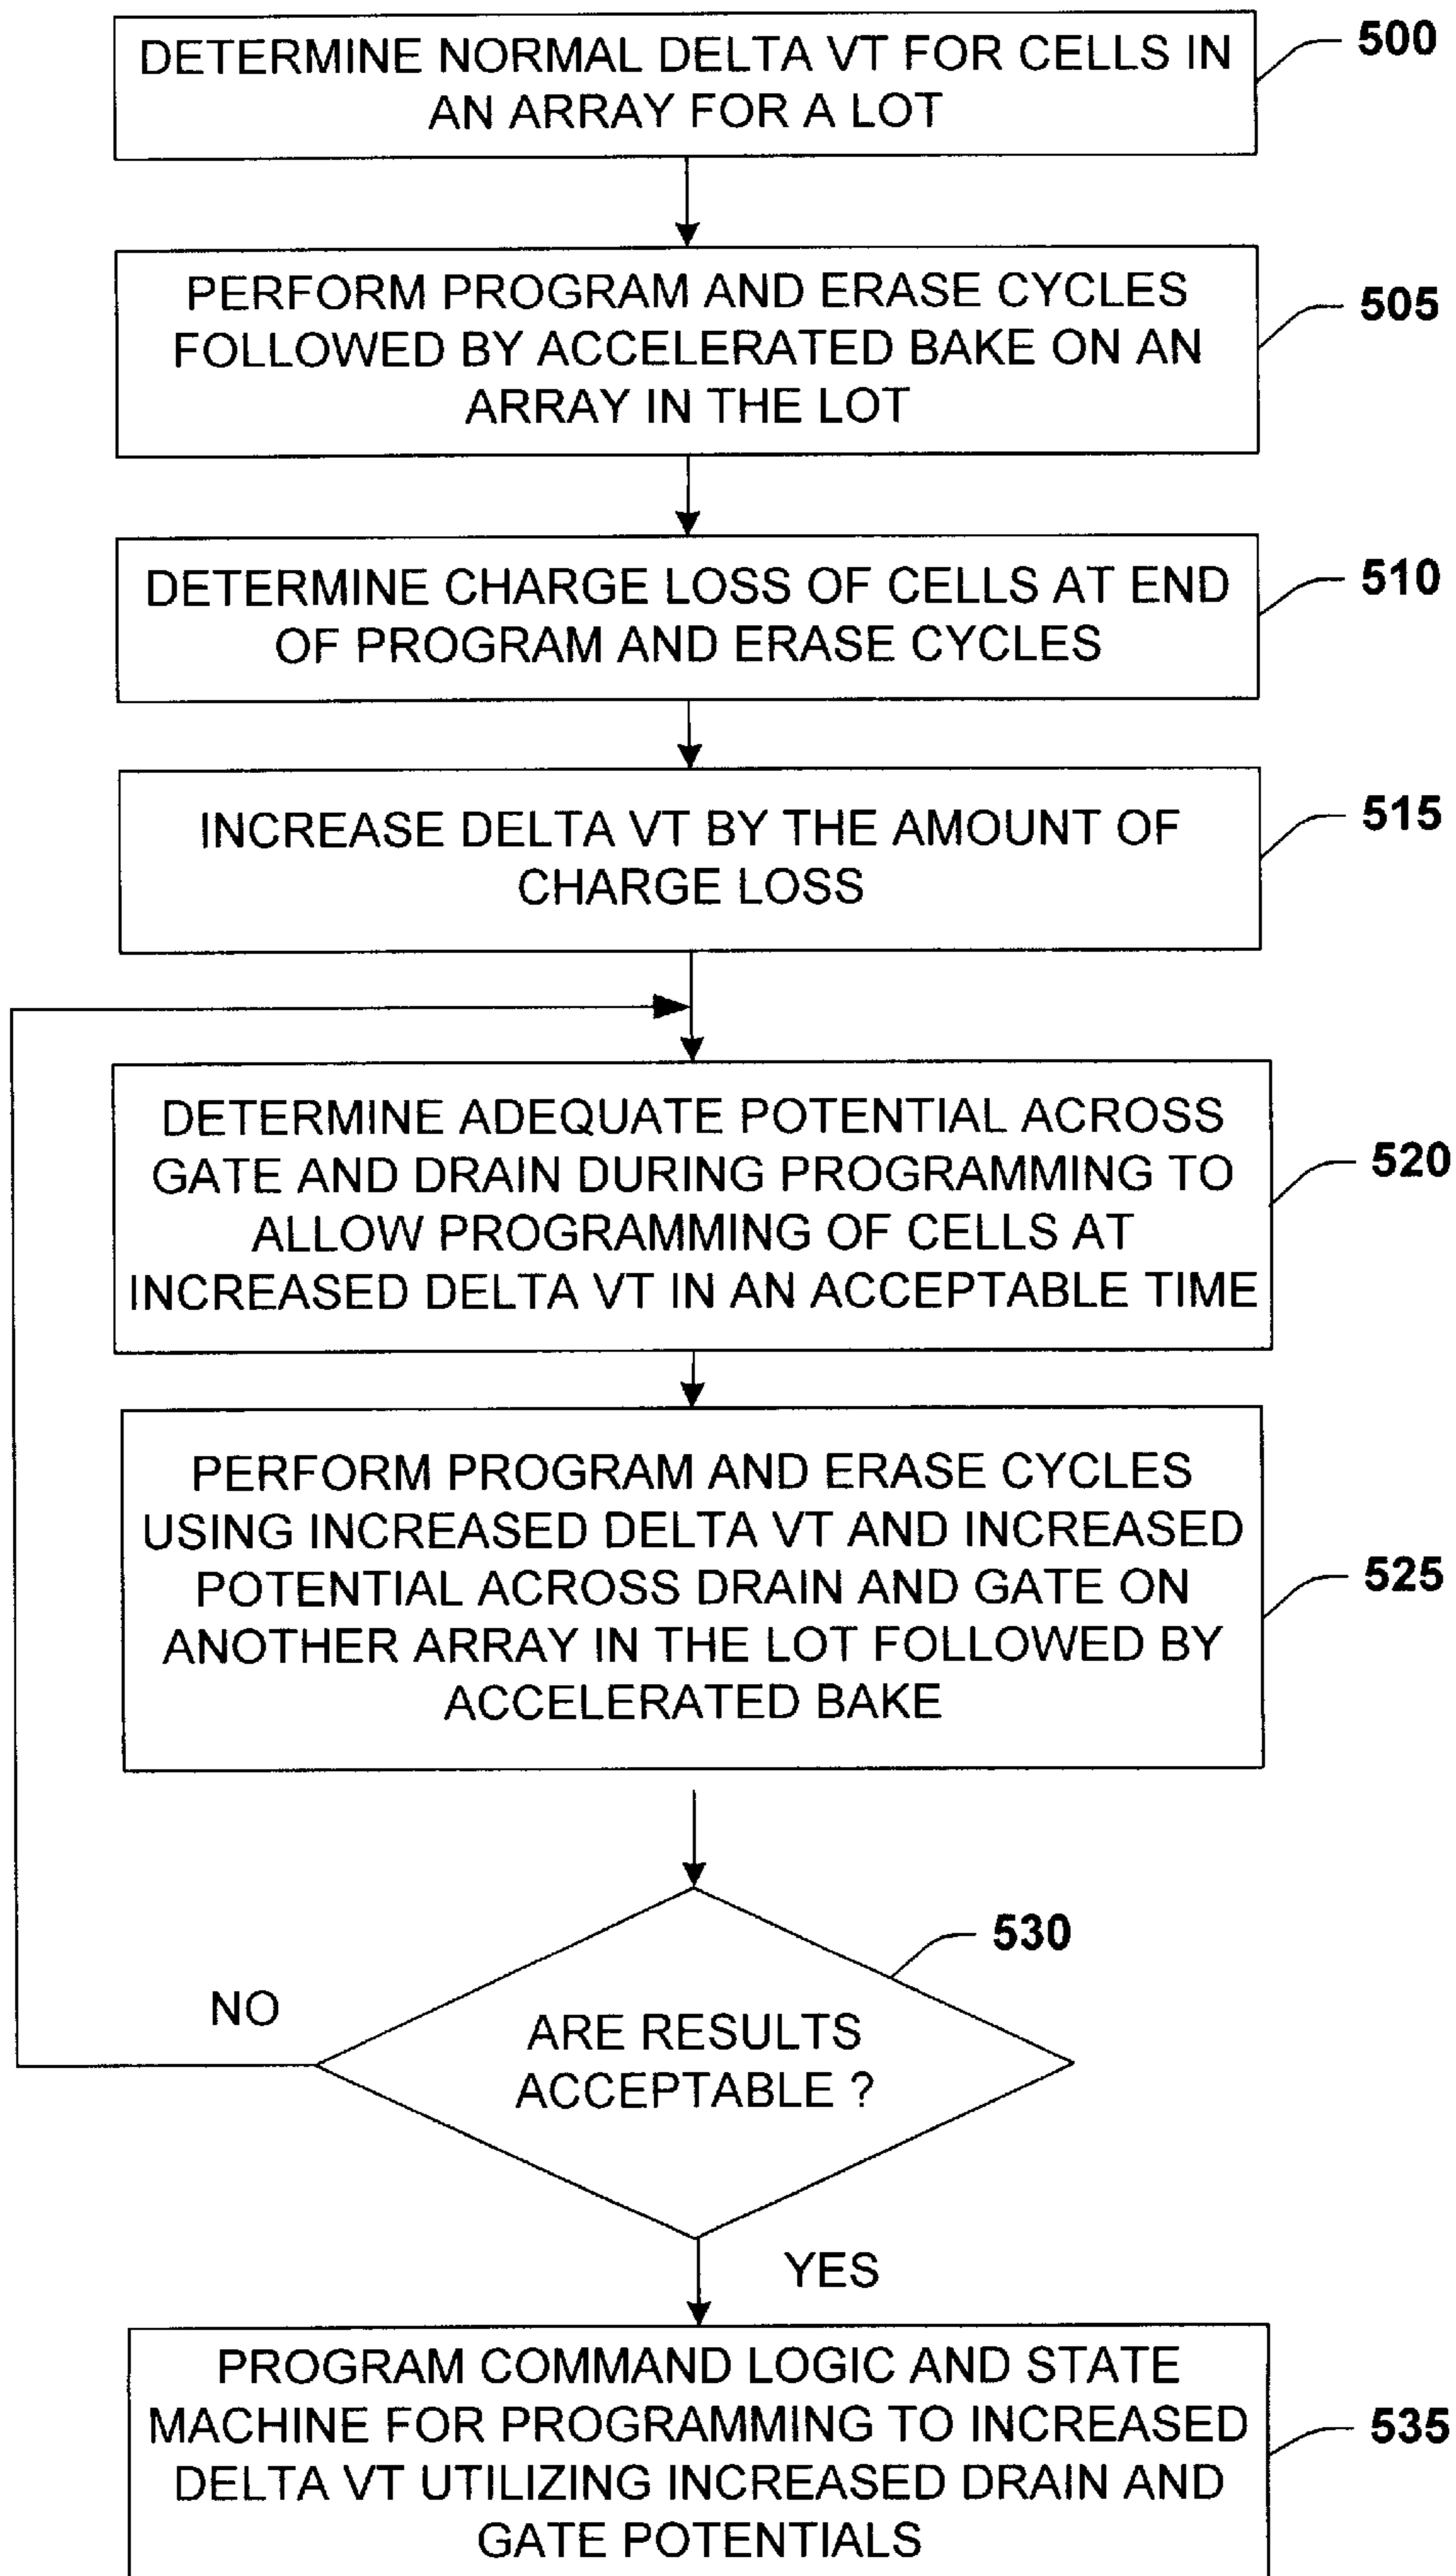 DETERMINE NORMAL DELTA VT FOR CELLS IN
AN ARRAY FOR A LOT
500
PERFORM PROGRAM AND ERASE CYCLES
FOLLOWED BY ACCELERATED BAKE ON AN
ARRAY IN THE LOT
505
DETERMINE CHARGE LOSS OF CELLS AT END
OF PROGRAM AND ERASE CYCLES
510
INCREASE DELTA VT BY THE AMOUNT OF
CHARGE LOSS
515
DETERMINE ADEQUATE POTENTIAL ACROSS
GATE AND DRAIN DURING PROGRAMMING TO
ALLOW PROGRAMMING OF CELLS AT
INCREASED DELTA VT IN AN ACCEPTABLE TIME
520
PERFORM PROGRAM AND ERASE CYCLES
USING INCREASED DELTA VT AND INCREASED
POTENTIAL ACROSS DRAIN AND GATE ON
ANOTHER ARRAY IN THE LOT FOLLOWED BY
ACCELERATED BAKE
525
530
NO
ARE RESULTS
ACCEPTABLE ?
YES
PROGRAM COMMAND LOGIC AND STATE
MACHINE FOR PROGRAMMING TO INCREASED
DELTA VT UTILIZING INCREASED DRAIN AND
GATE POTENTIALS
535